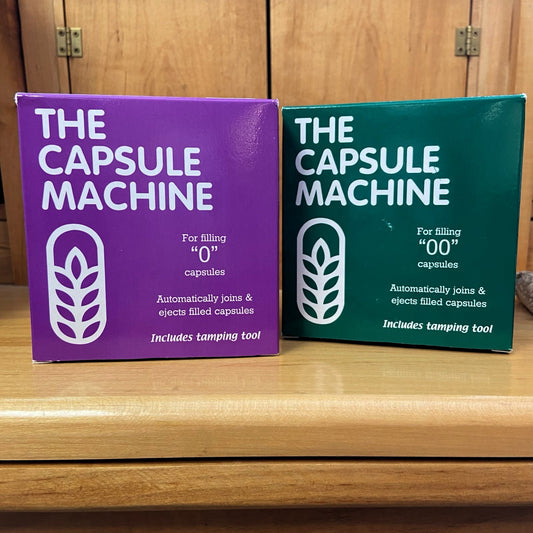 THE
CAPSULE
MACHINE
For filling
“0”
capsules
Automatically joins &
ejects filled capsules
Includes tamping tool
THE
CAPSULE
MACHINE
For filling
“00”
capsules
Automatically joins &
ejects filled capsules
Includes tamping tool